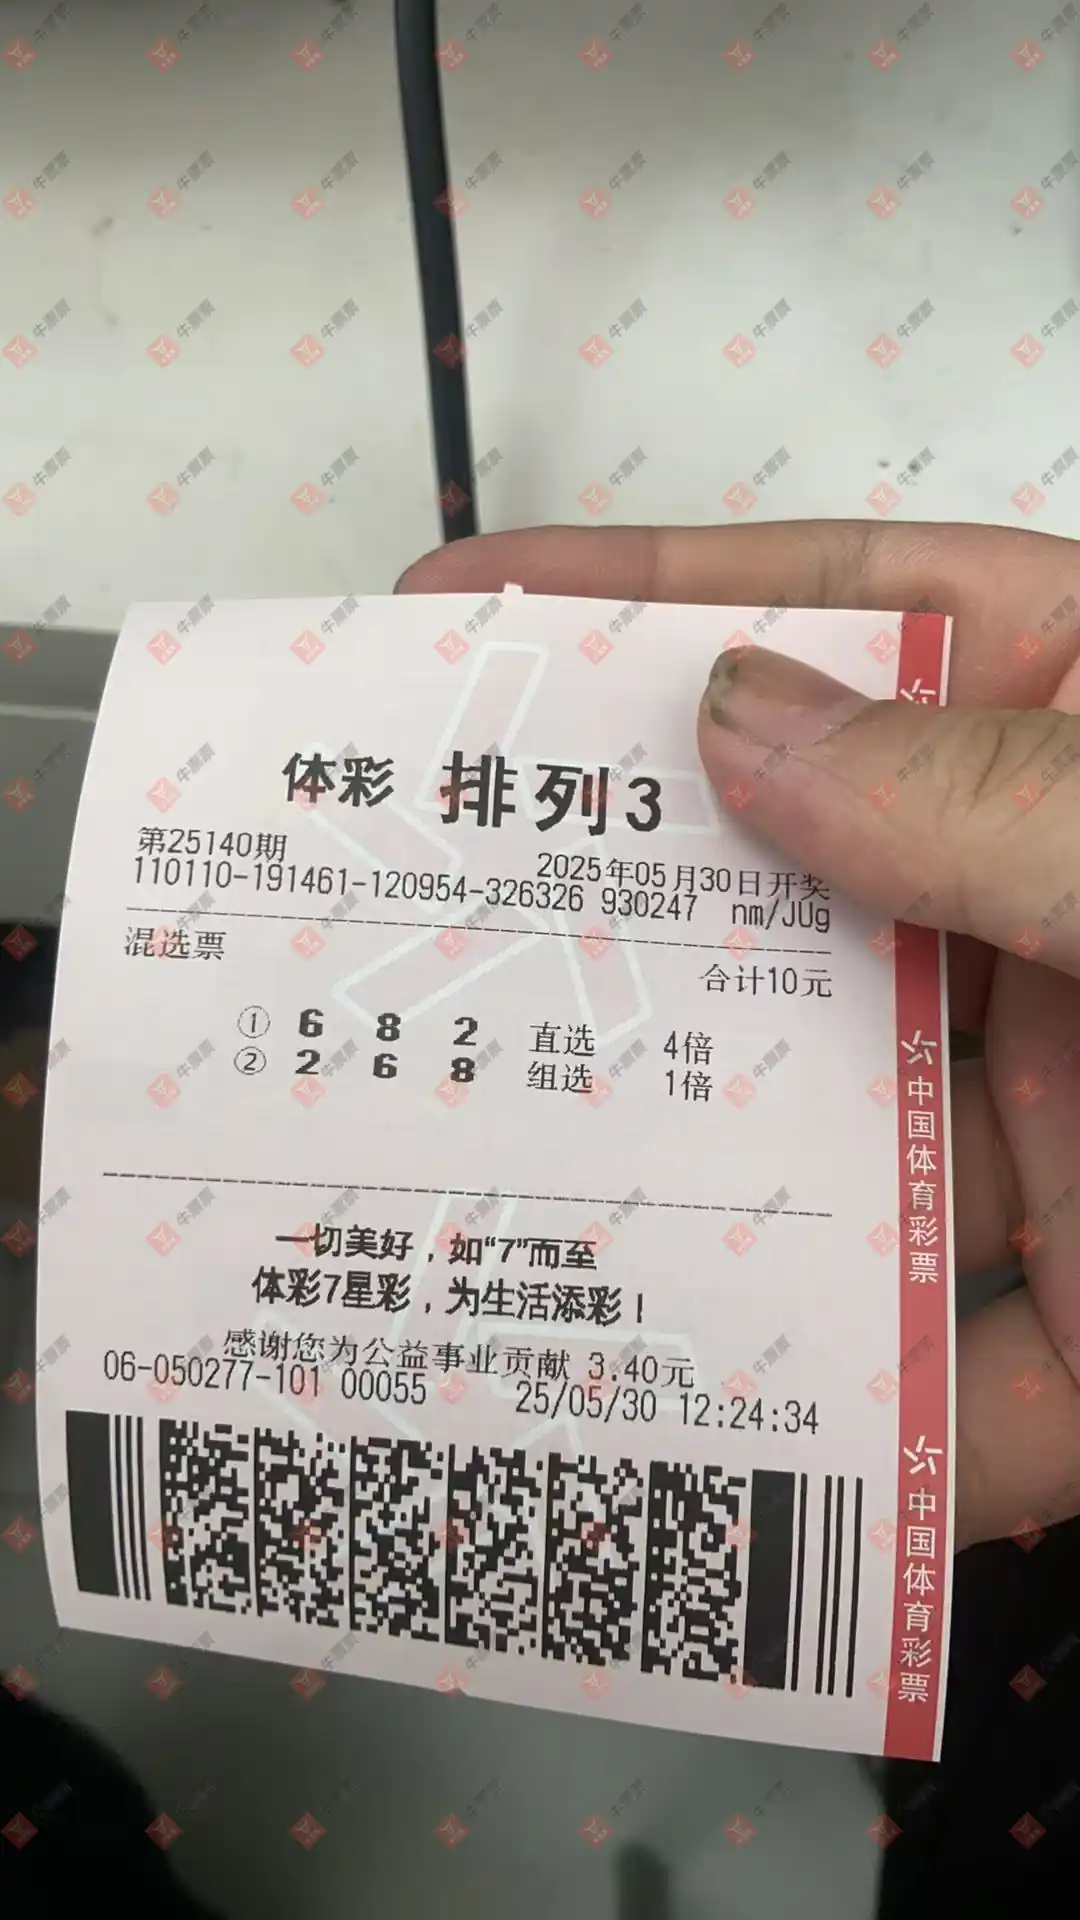 体彩 排列3
第25140期 2025年05月30日开奖
110110-191461-120954-326326 930247 nm/JUg
混选票 合计10元
① 6 8 2 直选 4倍
② 2 6 8 组选 1倍
一切美好，如“7”而至
体彩7星彩，为生活添彩！
感谢您为公益事业贡献 3.40元
06-050277-101 00055 25/05/30 12:24:34
中国体育彩票
中国体育彩票
牛票票